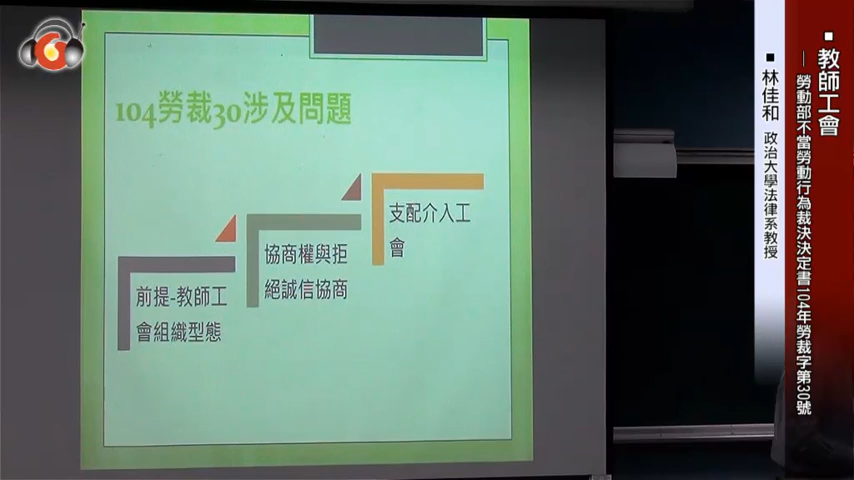 104勞裁30涉及問題
前提-教師工
會組織型態
協商權與拒
絕誠信協商
支配介入工
會
▪ 教師工會
— 勞動部不當勞動行為裁決決定書104年勞裁字第30號
▪ 林佳和 政治大學法律系教授